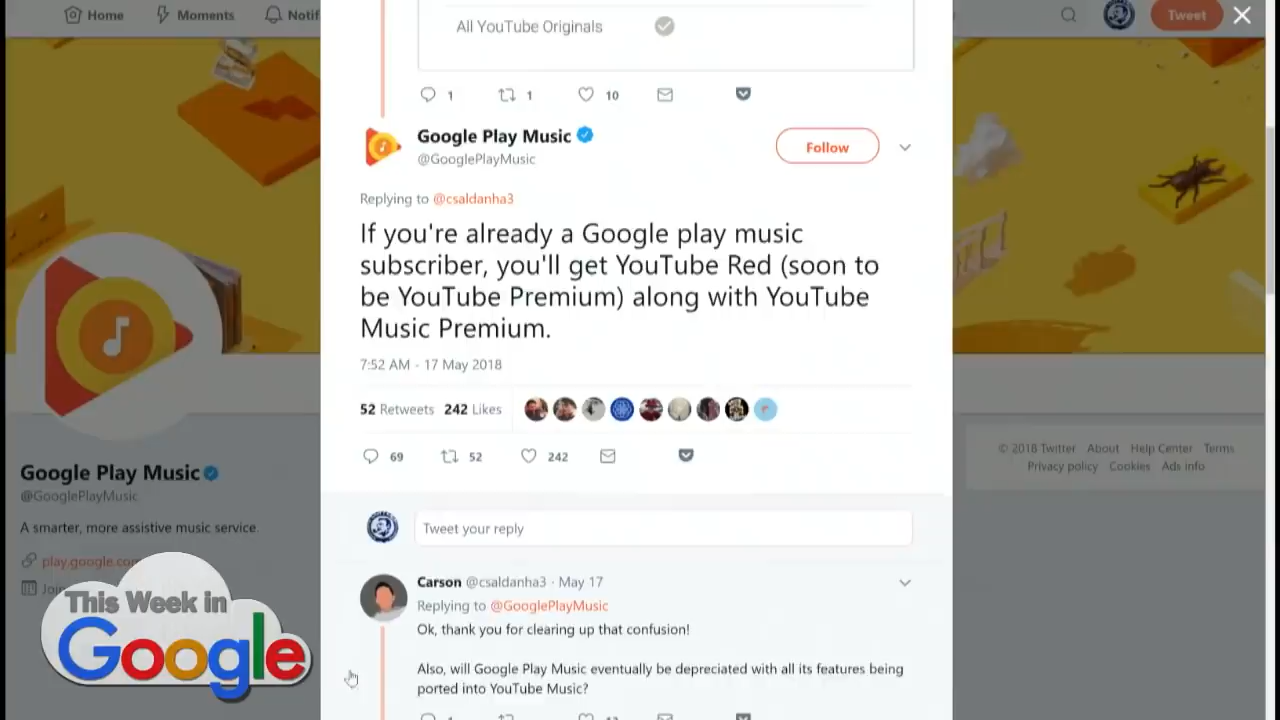 Home
Moments
Notif
Tweet
All YouTube Originals
1
1
10
Google Play Music
@GooglePlayMusic
Follow
Replying to @csaldanha3
If you're already a Google play music
subscriber, you'll get YouTube Red (soon to
be YouTube Premium) along with YouTube
Music Premium.
7:52 AM - 17 May 2018
52 Retweets 242 Likes
69
52
242
Tweet your reply
Carson @csaldanha3 · May 17
Replying to @GooglePlayMusic
Ok, thank you for clearing up that confusion!
Also, will Google Play Music eventually be depreciated with all its features being
ported into YouTube Music?
Google Play Music
@GooglePlayMusic
A smarter, more assistive music service.
play.google.com
Join
This Week in
Google
© 2018 Twitter About Help Center Terms
Privacy policy Cookies Ads info